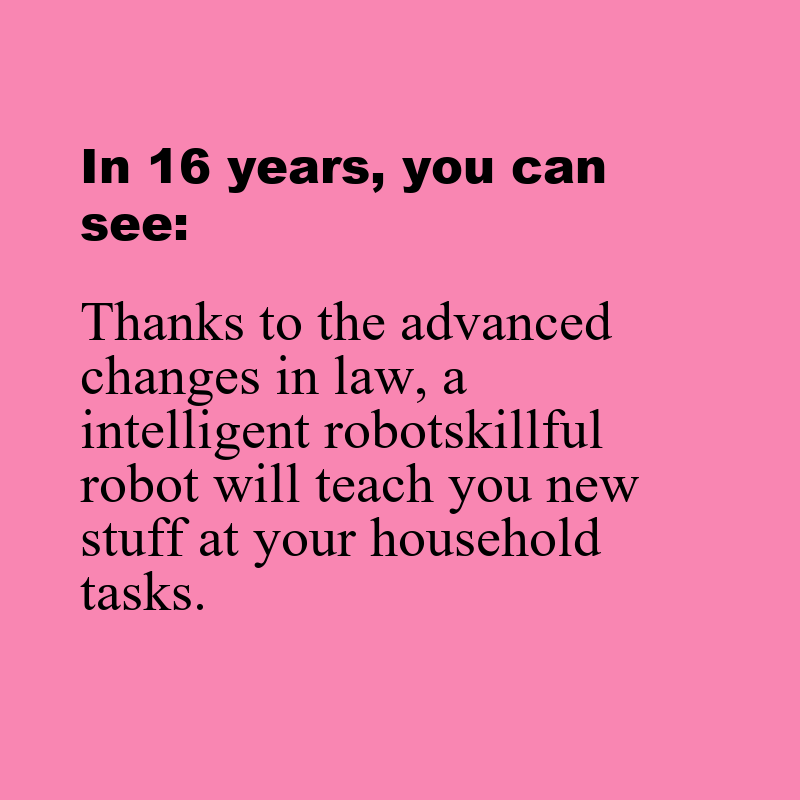 In 16 years, you can
see:
Thanks to the advanced
changes in law, a
intelligent robotskillful
robot will teach you new
stuff at your household
tasks.